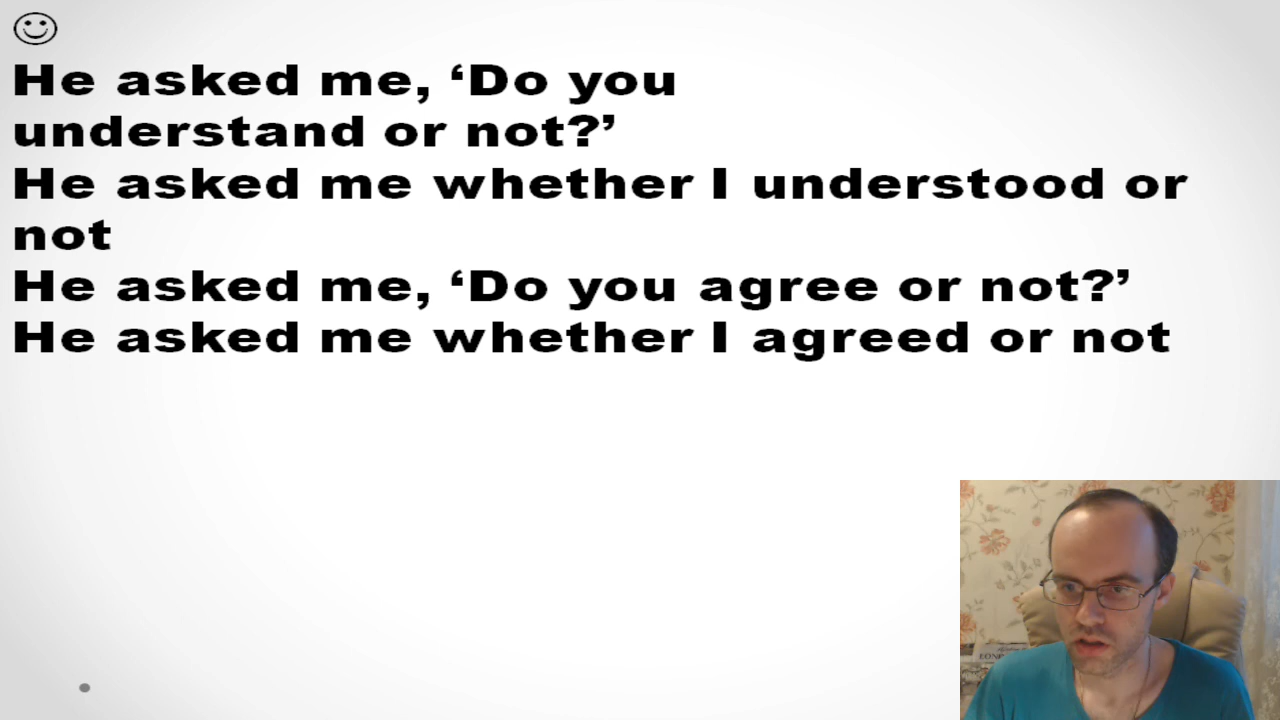 He asked me, ‘Do you
understand or not?’
He asked me whether I understood or
not
He asked me, ‘Do you agree or not?’
He asked me whether I agreed or not